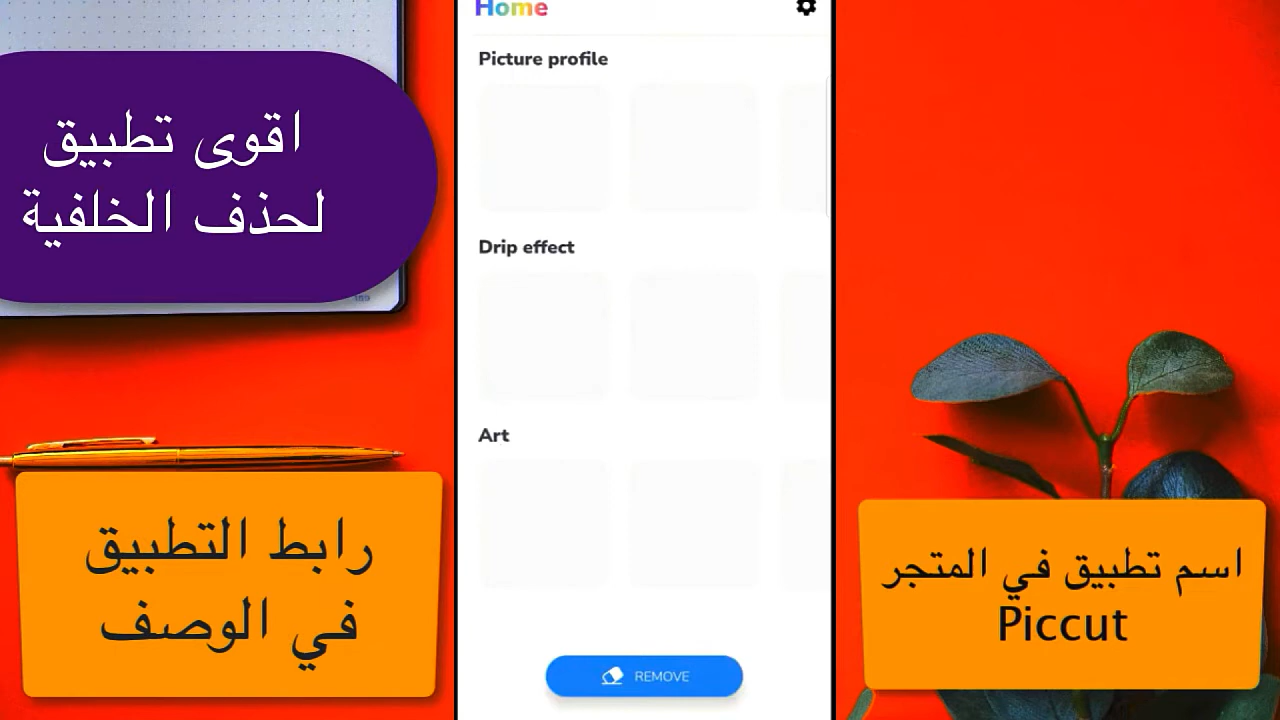 اقوى تطبيق
لحذف الخلفية
189
رابط التطبيق
في الوصف
Home
Picture profile
Drip effect
Art
REMOVE
اسم تطبيق في المتجر
Piccut